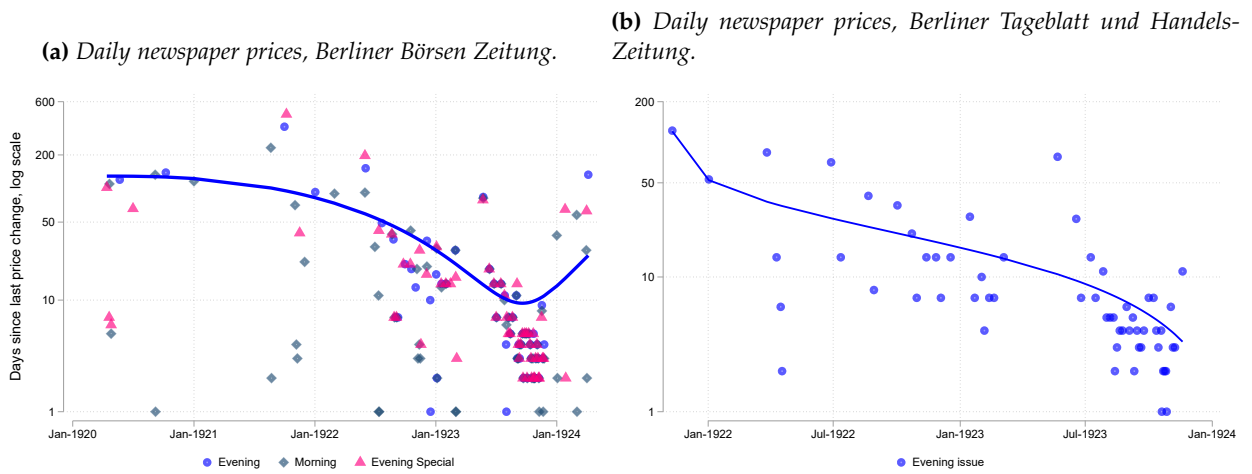 (a) Daily newspaper prices, Berliner Börsen Zeitung.
(b) Daily newspaper prices, Berliner Tageblatt und Handels-
Zeitung.
Days since last price change, log scale
600
200
50
10
1
Jan-1920
Jan-1921
Jan-1922
Jan-1923
Jan-1924
Evening
Morning
Evening Special
200
50
10
1
Jan-1922
Jul-1922
Jan-1923
Jul-1923
Jan-1924
Evening issue